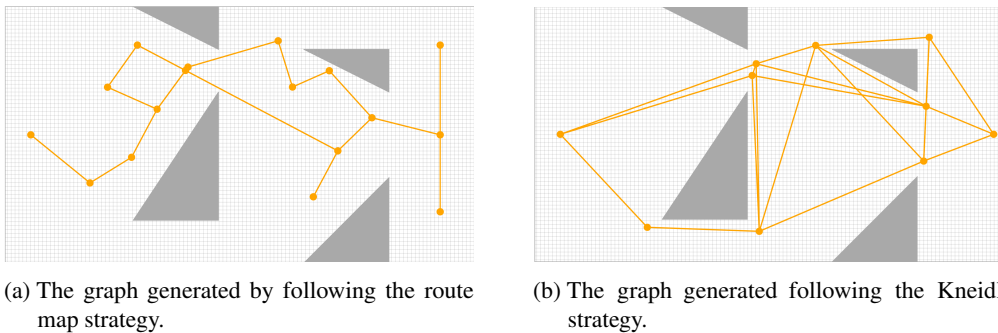 (a) The graph generated by following the route
map strategy.
(b) The graph generated following the Kneidl
strategy.